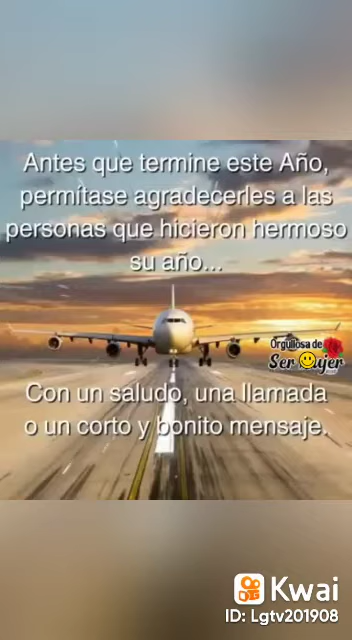 Antes que termine este Año,
permítase agradecerles a las
personas que hicieron hermoso
su año...
Orgullosa de
Ser Mujer
Con un saludo, una llamada
o un corto y bonito mensaje.
Kwai
ID: Lgtv201908